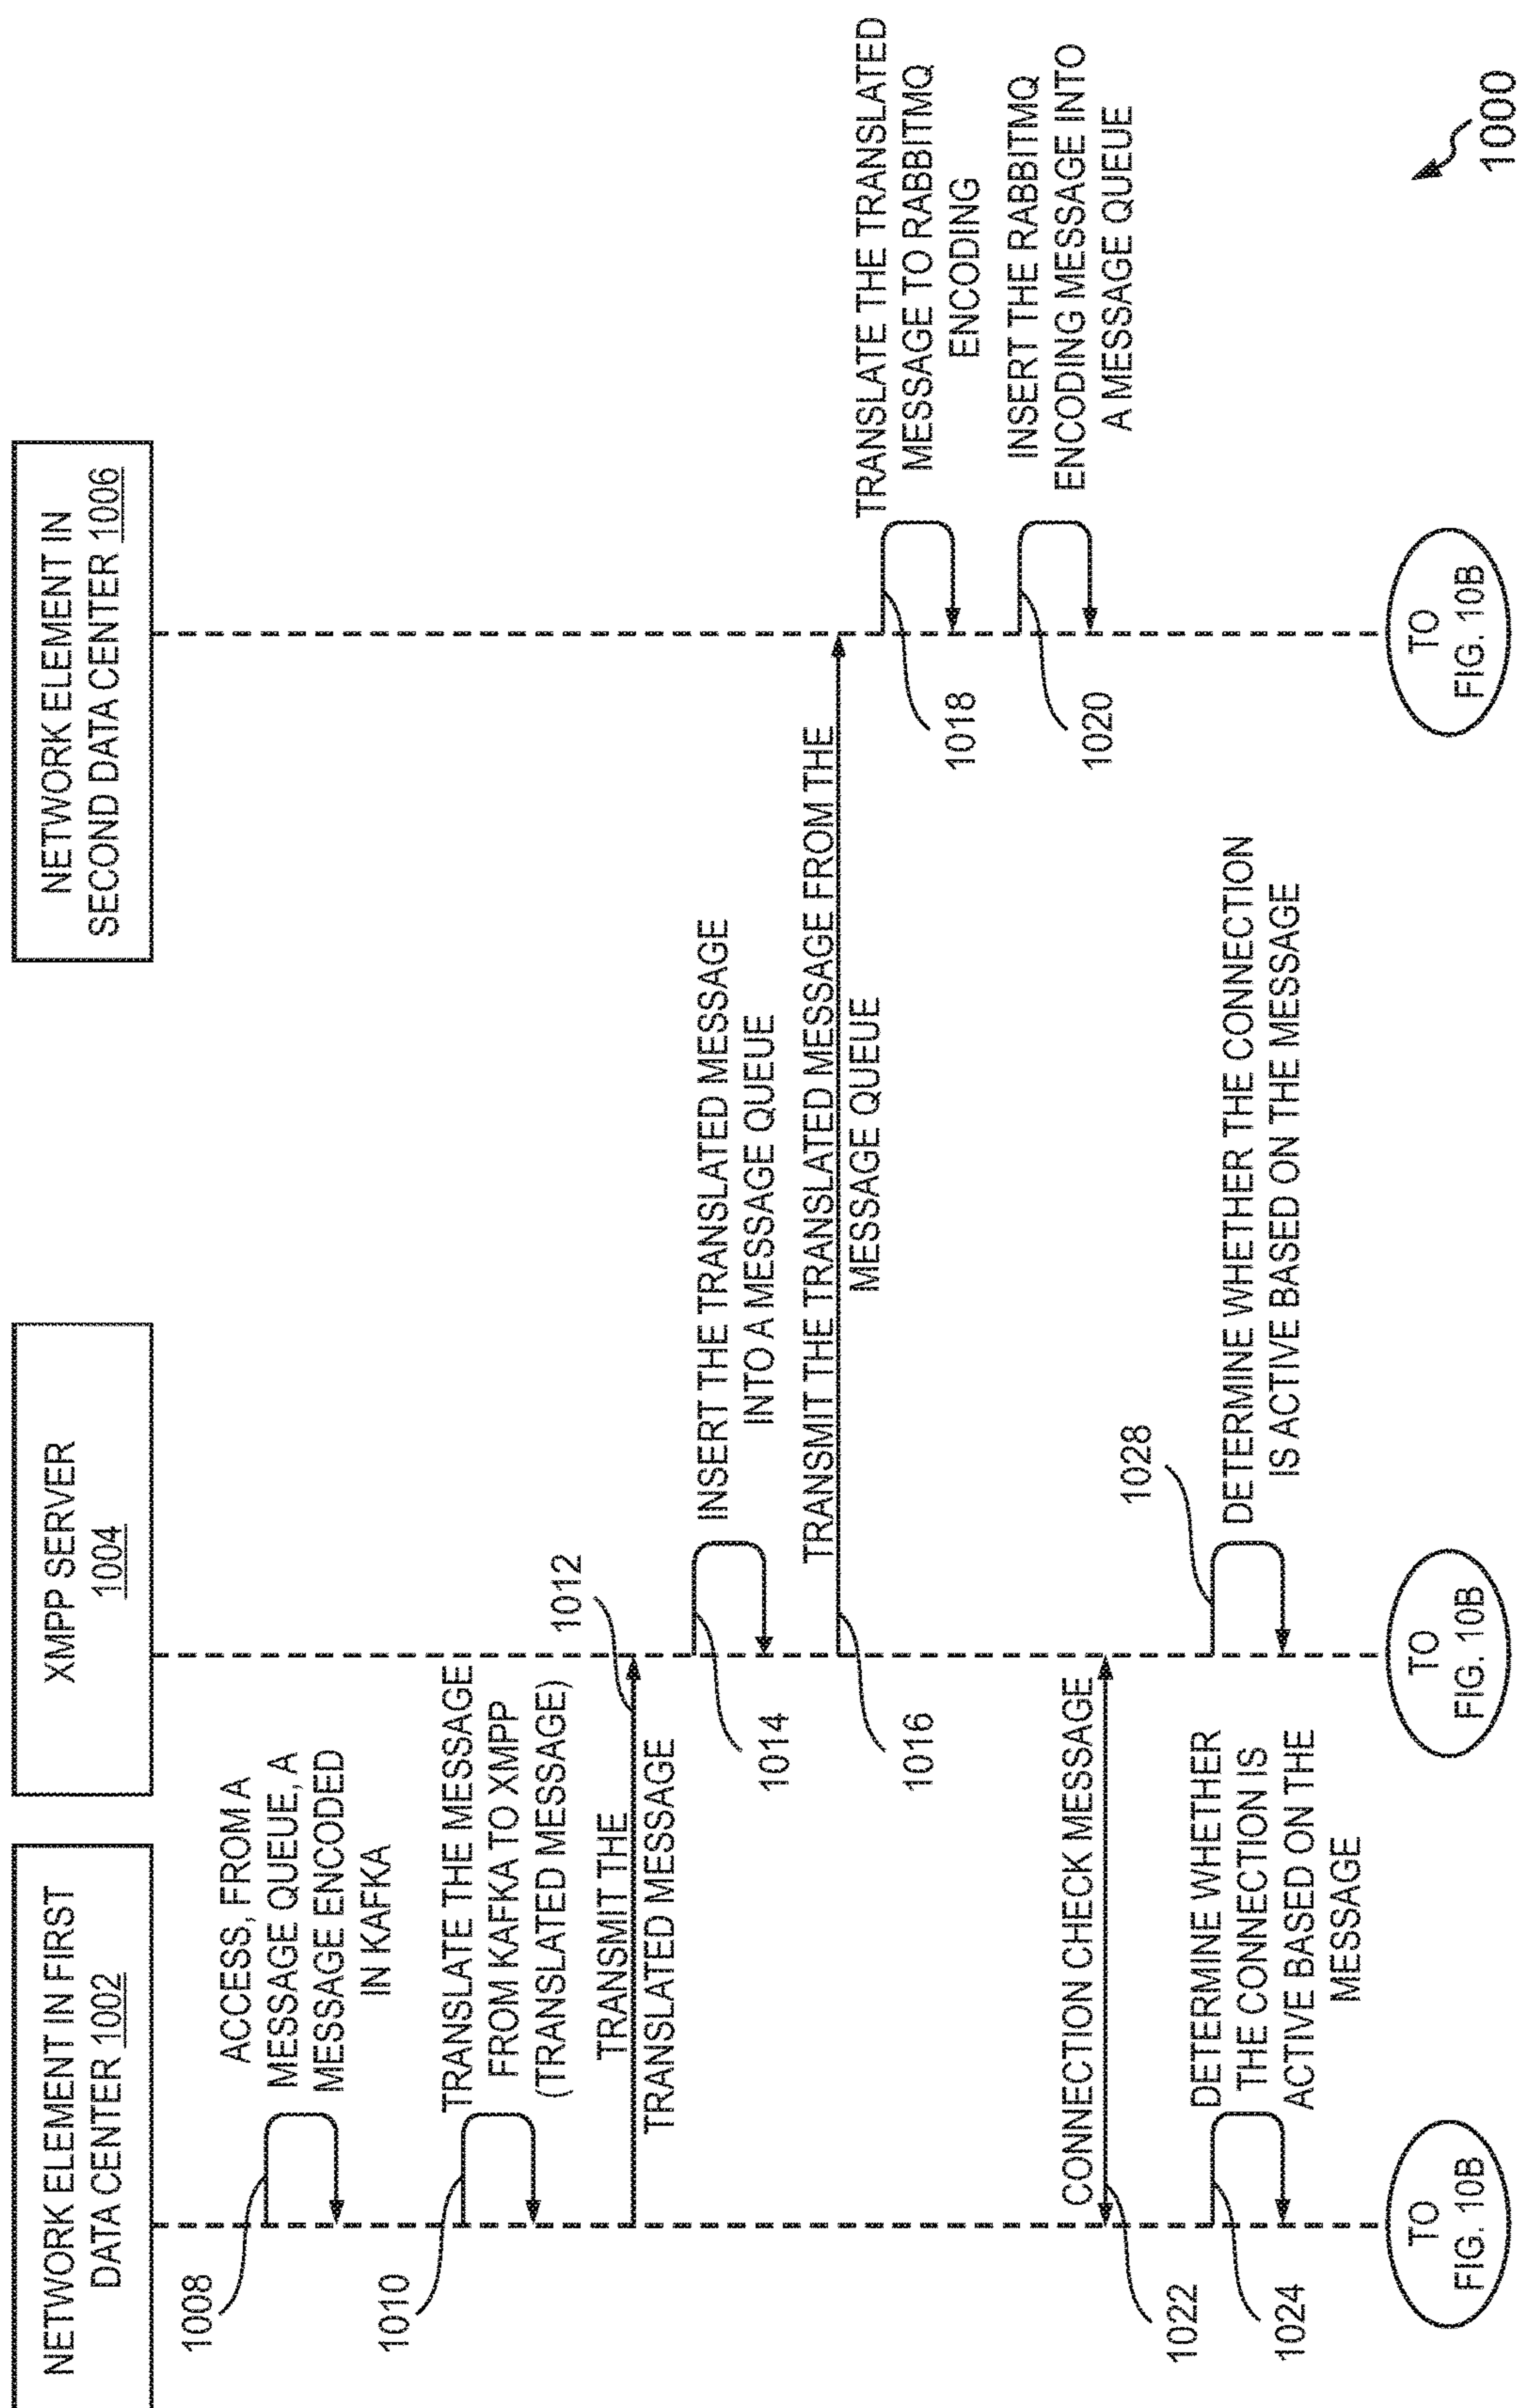 NETWORK ELEMENT IN FIRST
DATA CENTER 1002
XMPP SERVER
1004
NETWORK ELEMENT IN
SECOND DATA CENTER 1006
1008
ACCESS, FROM A
MESSAGE QUEUE, A
MESSAGE ENCODED
IN KAFKA
1010
TRANSLATE THE MESSAGE
FROM KAFKA TO XMPP
(TRANSLATED MESSAGE)
1012
TRANSMIT THE
TRANSLATED MESSAGE
1014
INSERT THE TRANSLATED MESSAGE
INTO A MESSAGE QUEUE
1016
TRANSMIT THE TRANSLATED MESSAGE FROM THE
MESSAGE QUEUE
1018
TRANSLATE THE TRANSLATED
MESSAGE TO RABBITMQ
ENCODING
1020
INSERT THE RABBITMQ
ENCODING MESSAGE INTO
A MESSAGE QUEUE
1022
CONNECTION CHECK MESSAGE
1024
DETERMINE WHETHER
THE CONNECTION IS
ACTIVE BASED ON THE
MESSAGE
1028
DETERMINE WHETHER THE CONNECTION
IS ACTIVE BASED ON THE MESSAGE
TO
FIG. 10B
TO
FIG. 10B
TO
FIG. 10B
1000